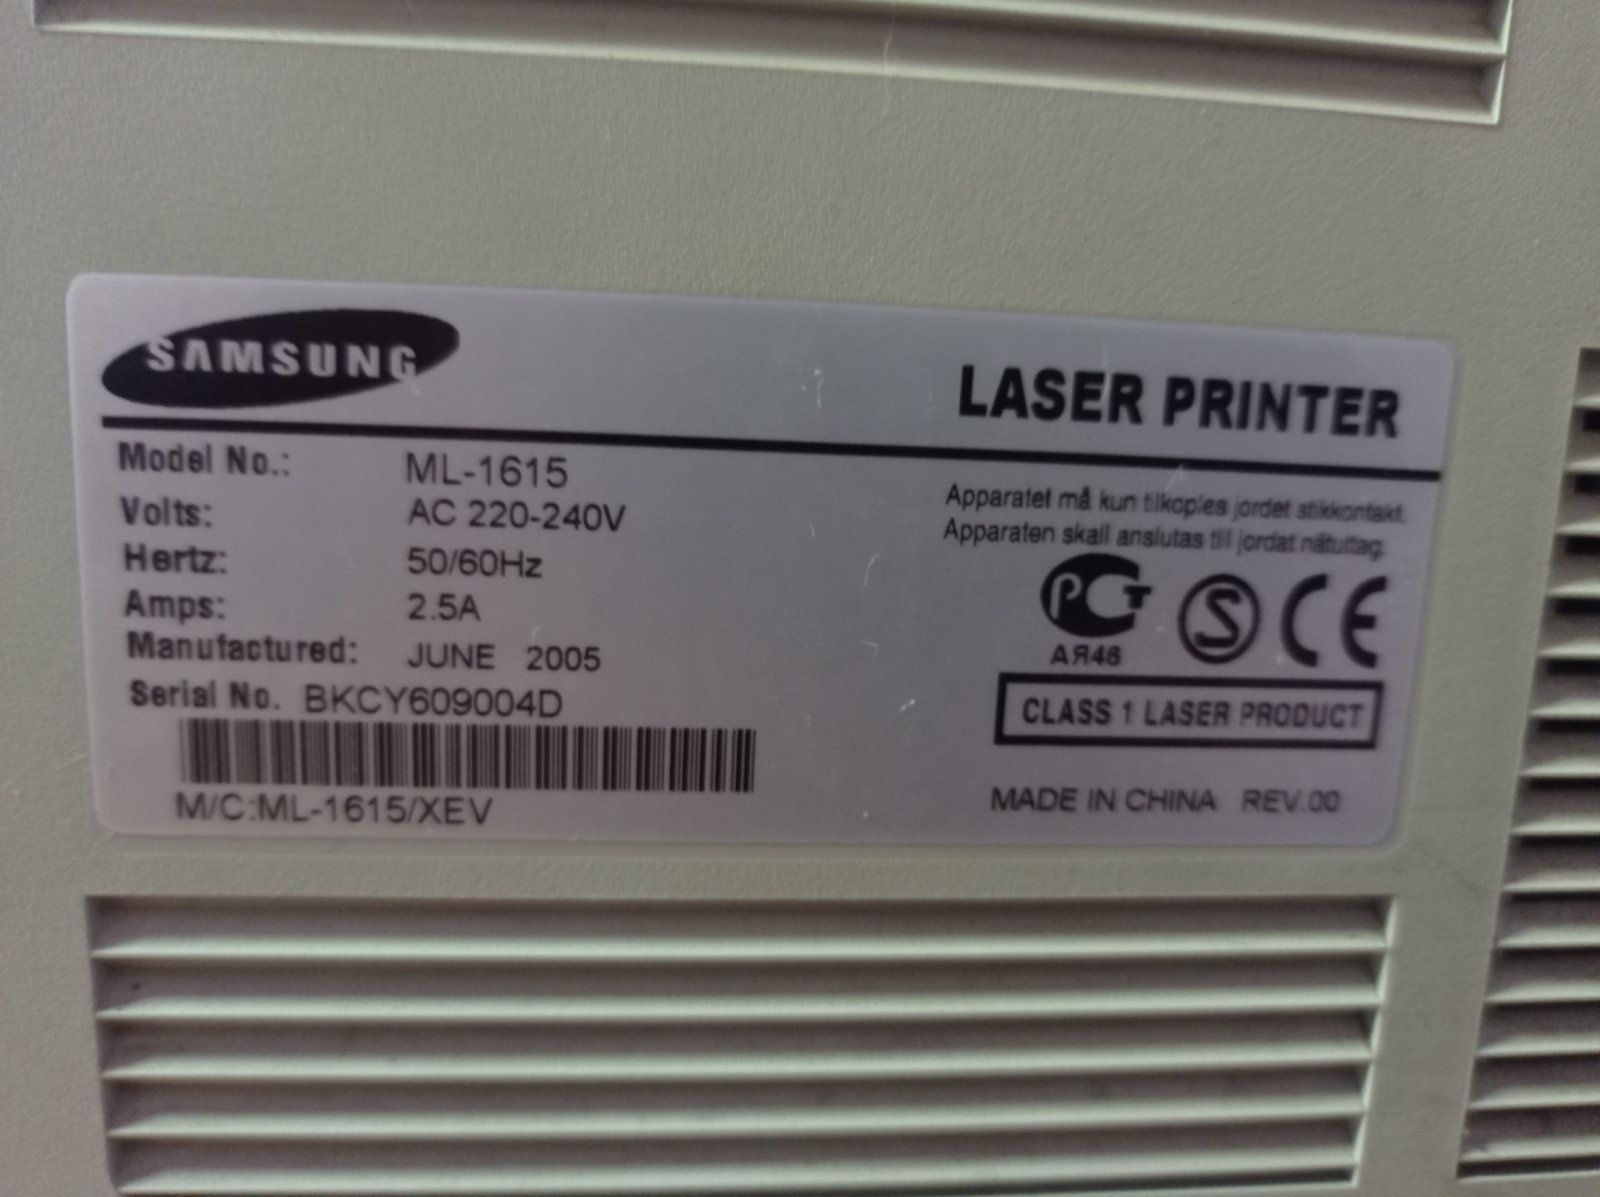 SAMSUNG
LASER PRINTER
Model No.: ML-1615
Volts: AC 220-240V
Hertz: 50/60Hz
Amps: 2.5A
Manufactured: JUNE 2005
Serial No. BKCY609004D
M/C:ML-1615/XEV
Apparatet må kun tilkoples jordet stikkontakt.
Apparaten skall anslutas till jordat nätuttag.
РСТ S CE
АЯ46
CLASS 1 LASER PRODUCT
MADE IN CHINA REV.00